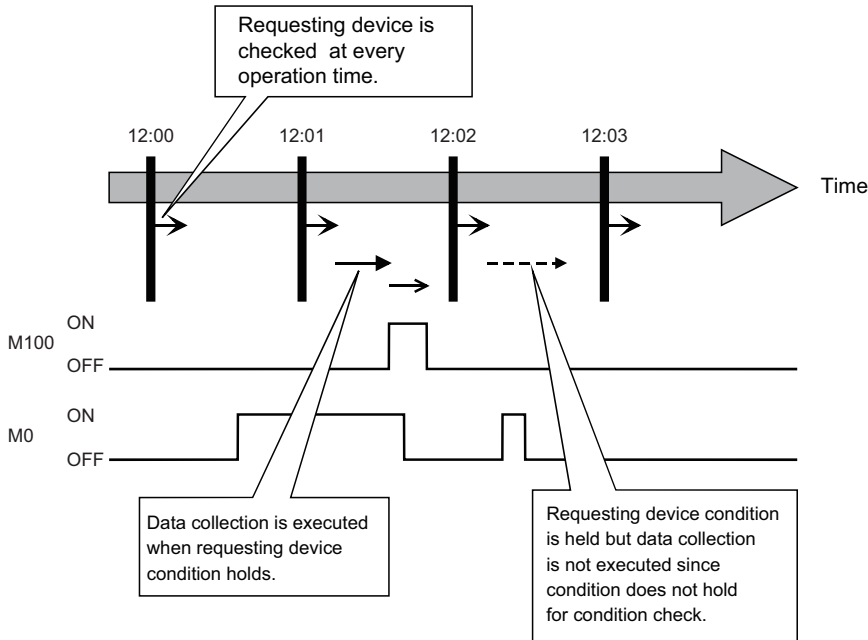 Requesting device is
checked at every
operation time.
12:00 12:01 12:02 12:03
Time
ON
M100
OFF
ON
M0
OFF
Data collection is executed
when requesting device
condition holds.
Requesting device condition
is held but data collection
is not executed since
condition does not hold
for condition check.